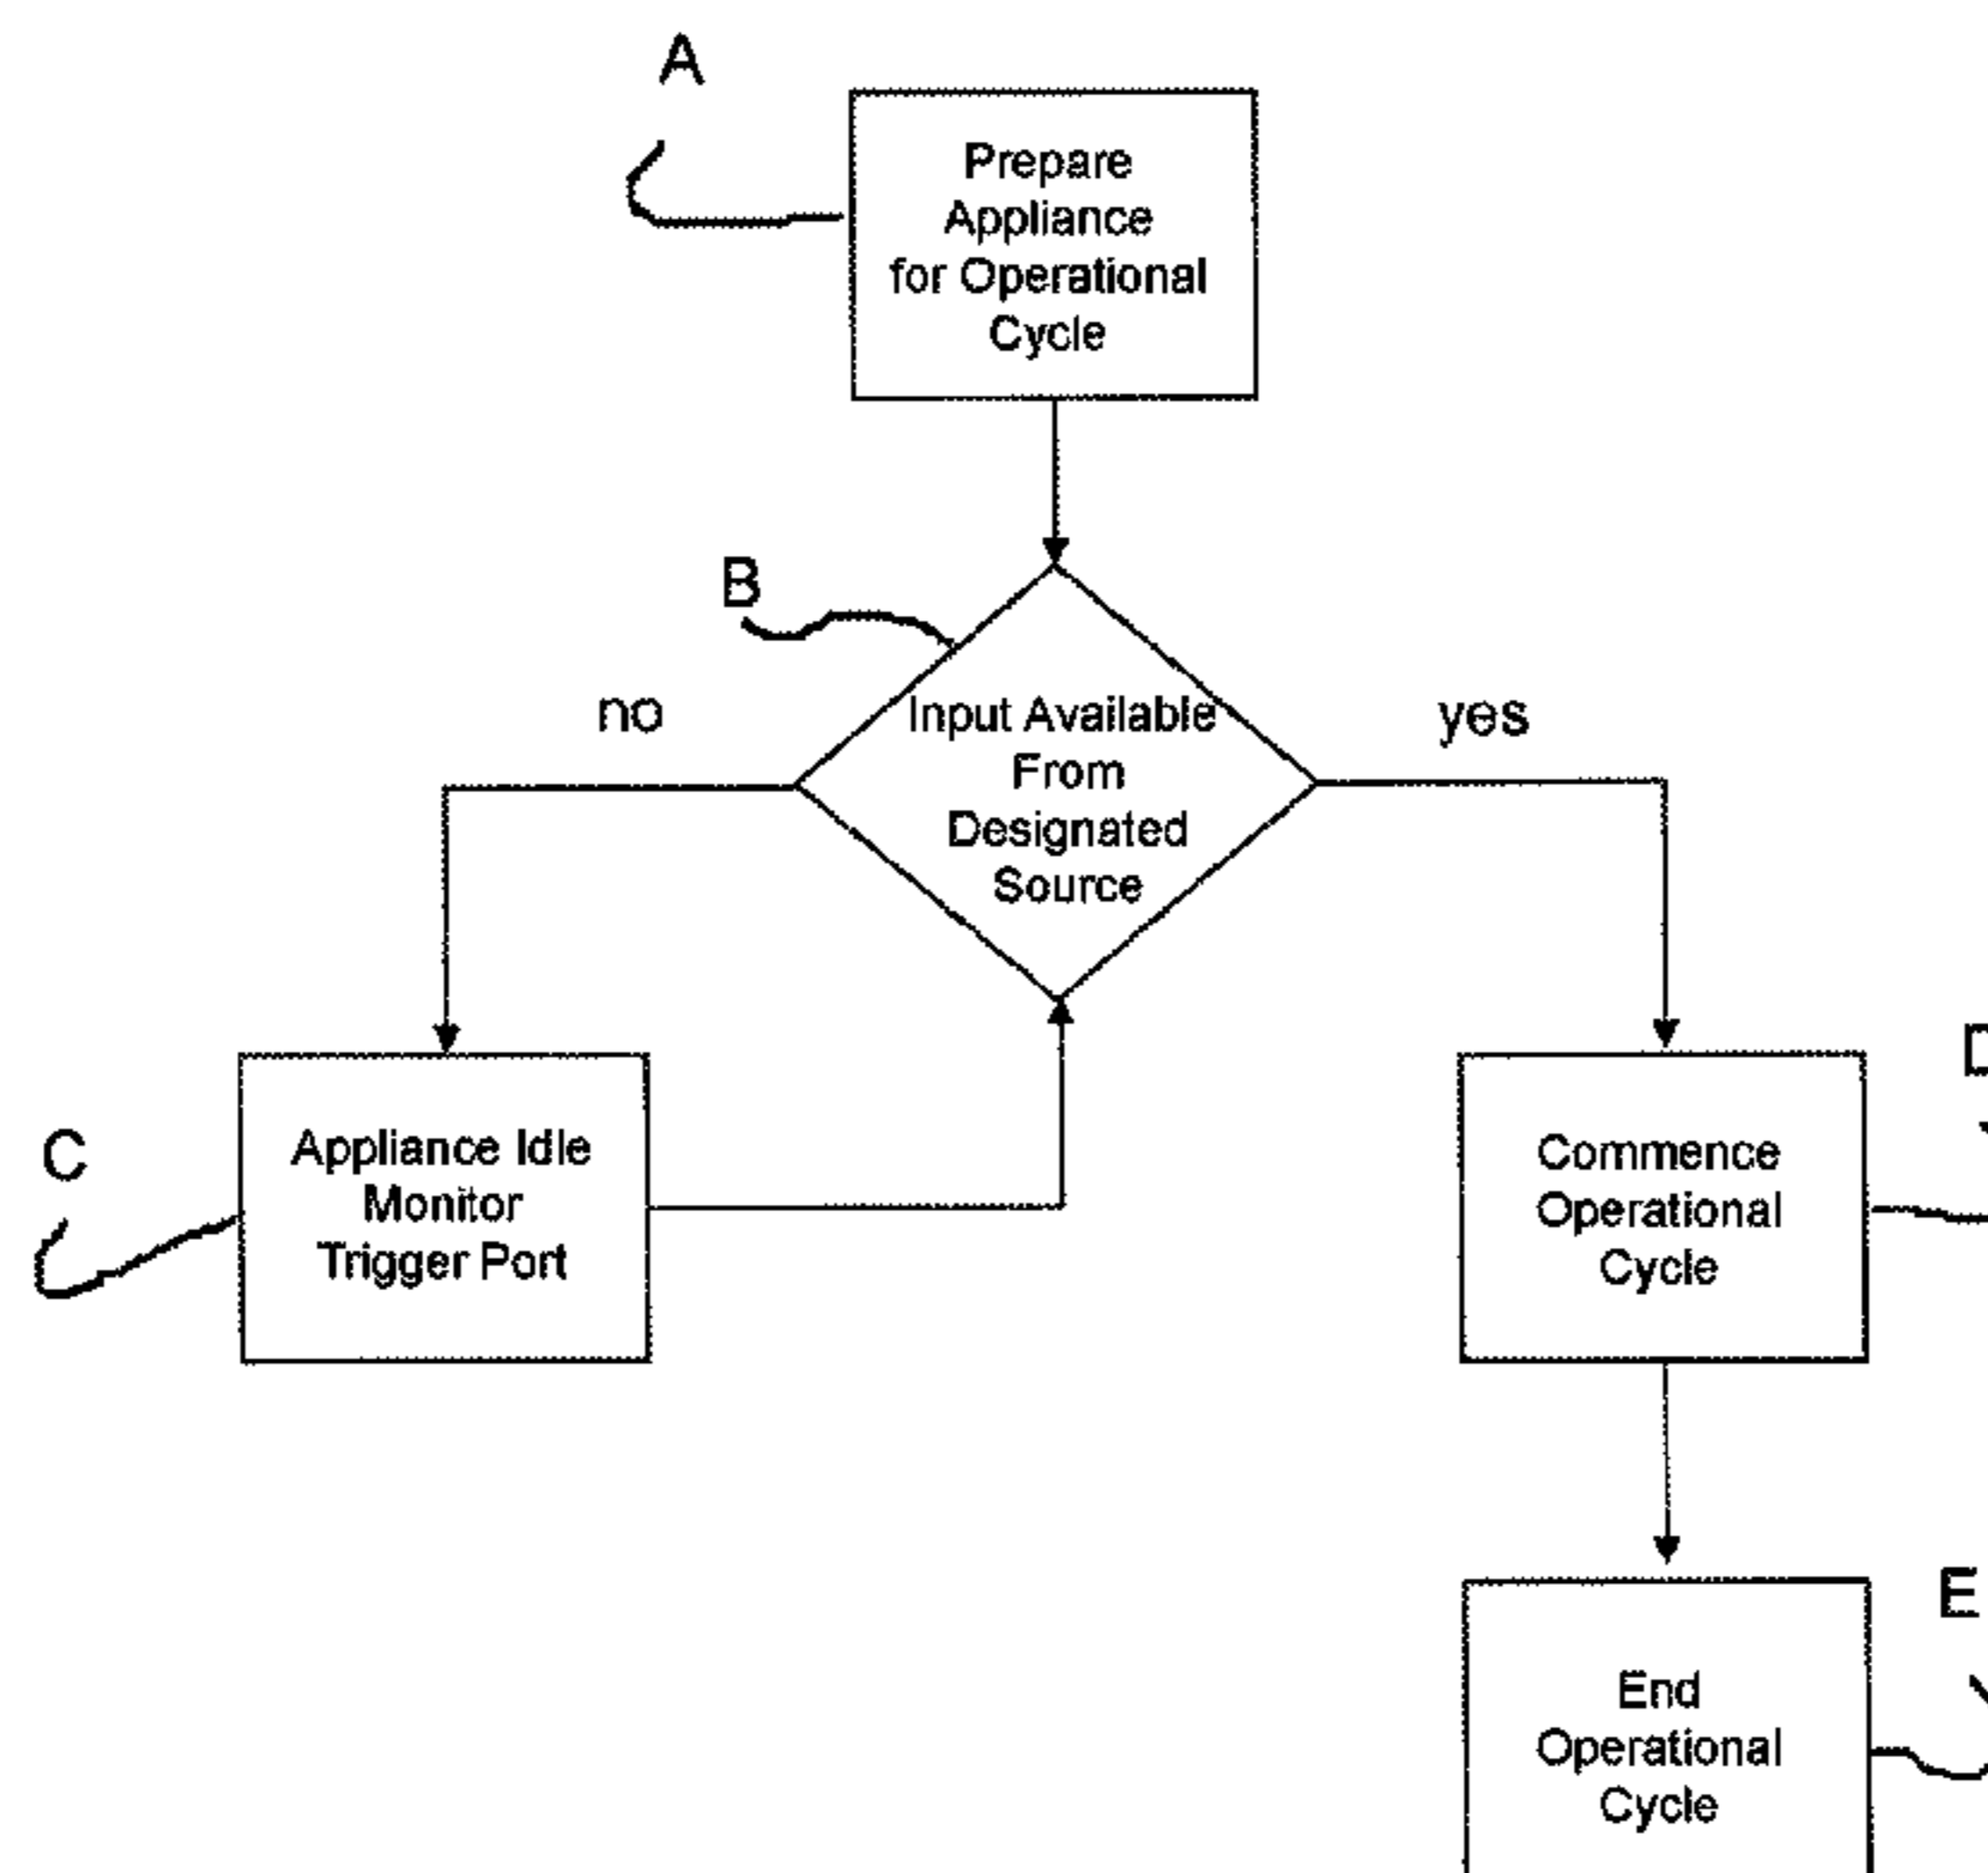 A
Prepare
Appliance
for Operational
Cycle
B
no
yes
Input Available
From
Designated
Source
D
C
Appliance Idle
Monitor
Trigger Port
Commence
Operational
Cycle
E
End
Operational
Cycle